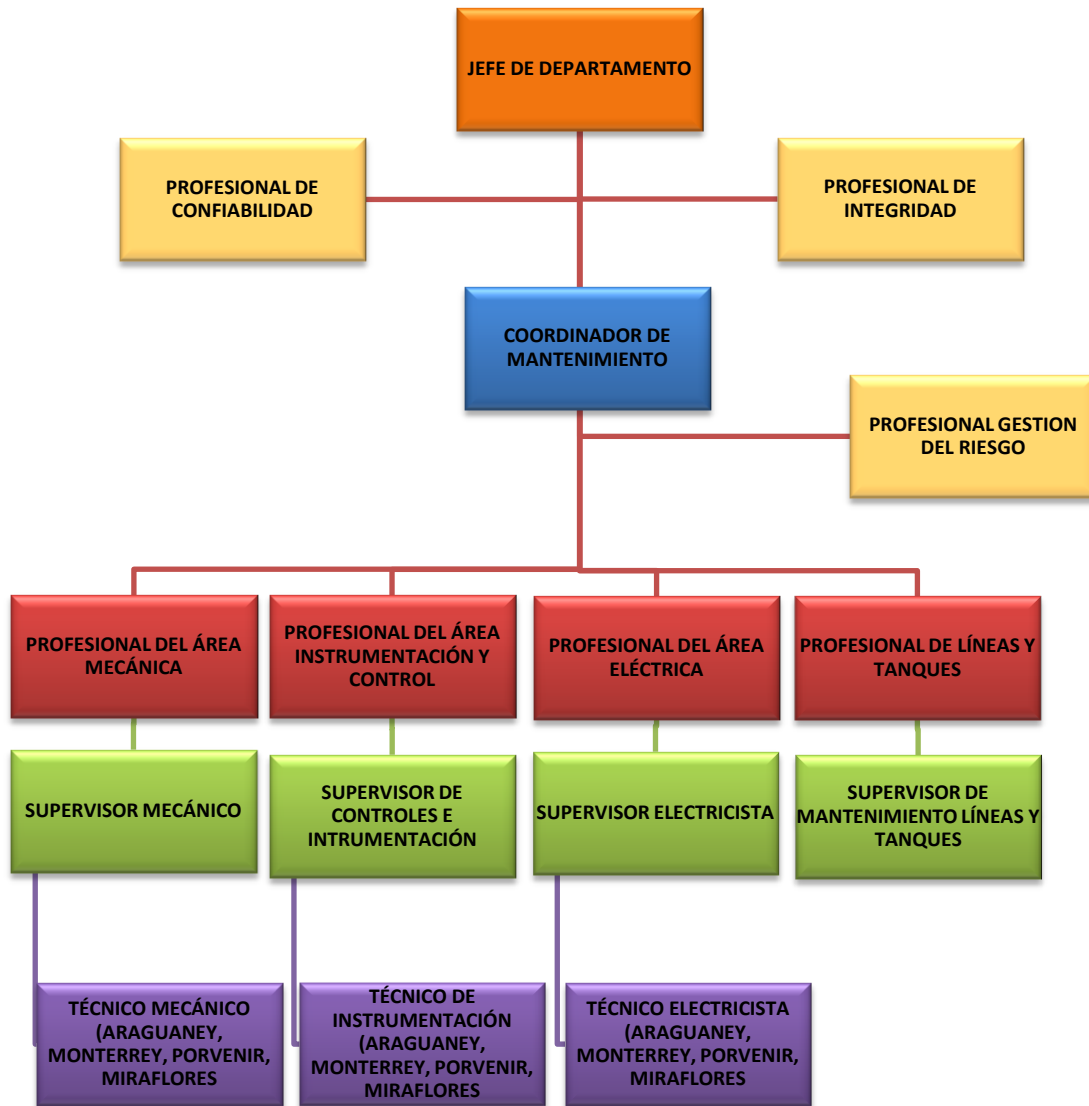 JEFE DE DEPARTAMENTO
PROFESIONAL DE
CONFIABILIDAD
PROFESIONAL DE
INTEGRIDAD
COORDINADOR DE
MANTENIMIENTO
PROFESIONAL GESTION
DEL RIESGO
PROFESIONAL DEL ÁREA
MECÁNICA
PROFESIONAL DEL ÁREA
INSTRUMENTACIÓN Y
CONTROL
PROFESIONAL DEL ÁREA
ELÉCTRICA
PROFESIONAL DE LÍNEAS Y
TANQUES
SUPERVISOR MECÁNICO
SUPERVISOR DE
CONTROLES E
INTRUMENTACIÓN
SUPERVISOR ELECTRICISTA
SUPERVISOR DE
MANTENIMIENTO LÍNEAS Y
TANQUES
TÉCNICO MECÁNICO
(ARAGUANEY,
MONTERREY, PORVENIR,
MIRAFLORES
TÉCNICO DE
INSTRUMENTACIÓN
(ARAGUANEY,
MONTERREY, PORVENIR,
MIRAFLORES
TÉCNICO ELECTRICISTA
(ARAGUANEY,
MONTERREY, PORVENIR,
MIRAFLORES